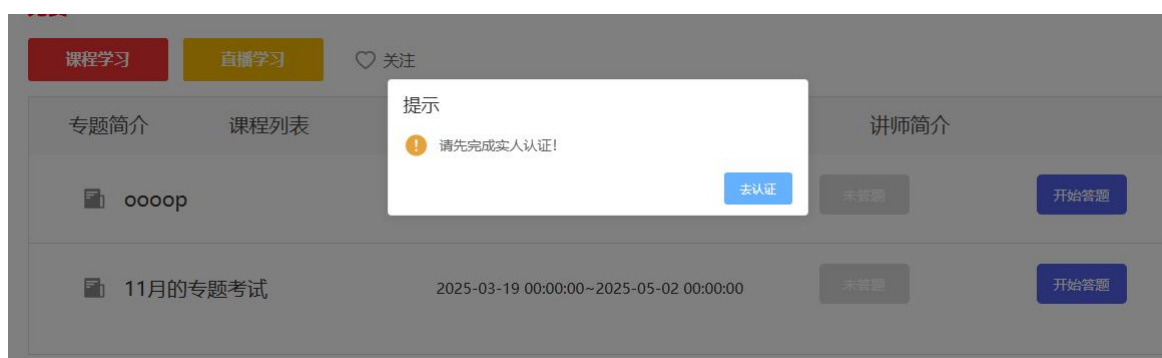 课程学习
直播学习
关注
提示
请先完成实人认证!
去认证
专题简介
课程列表
讲师简介
oooop
未答题
开始答题
11月的专题考试
2025-03-19 00:00:00~2025-05-02 00:00:00
未答题
开始答题